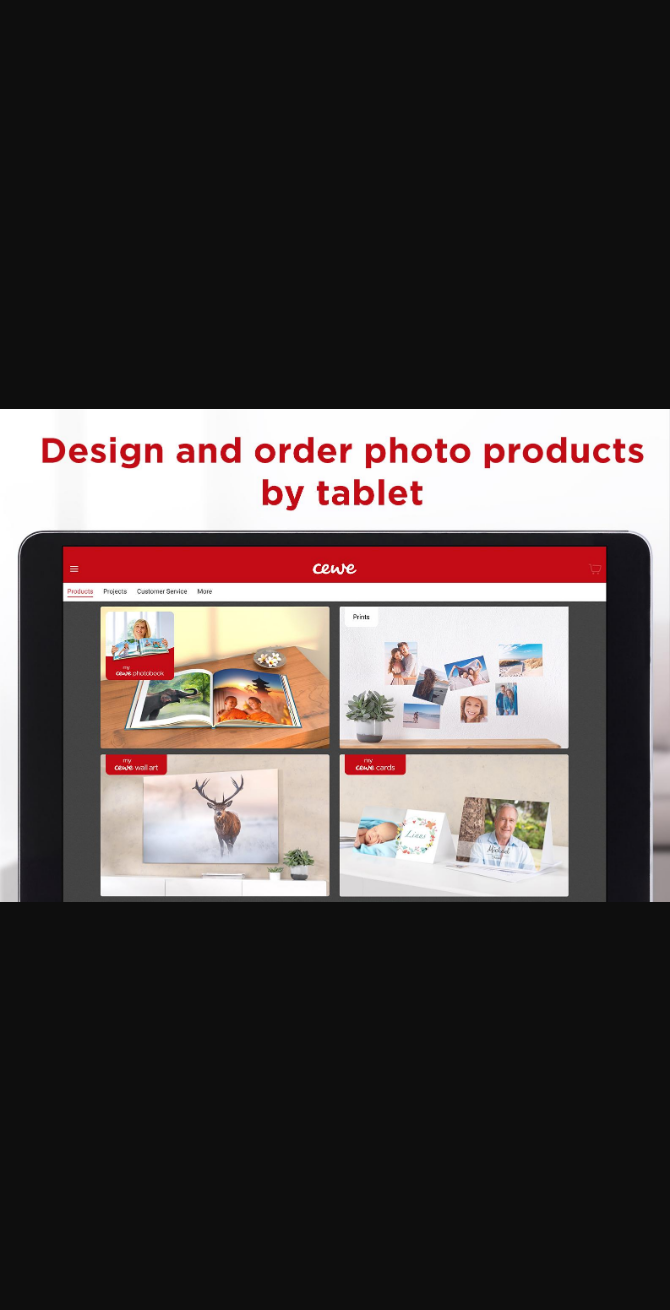 Design and order photo products
by tablet
cewe
Products Projects Customer Service More
my
cewe photobook
Prints
my
cewe wall art
my
cewe cards
Linus
Michael